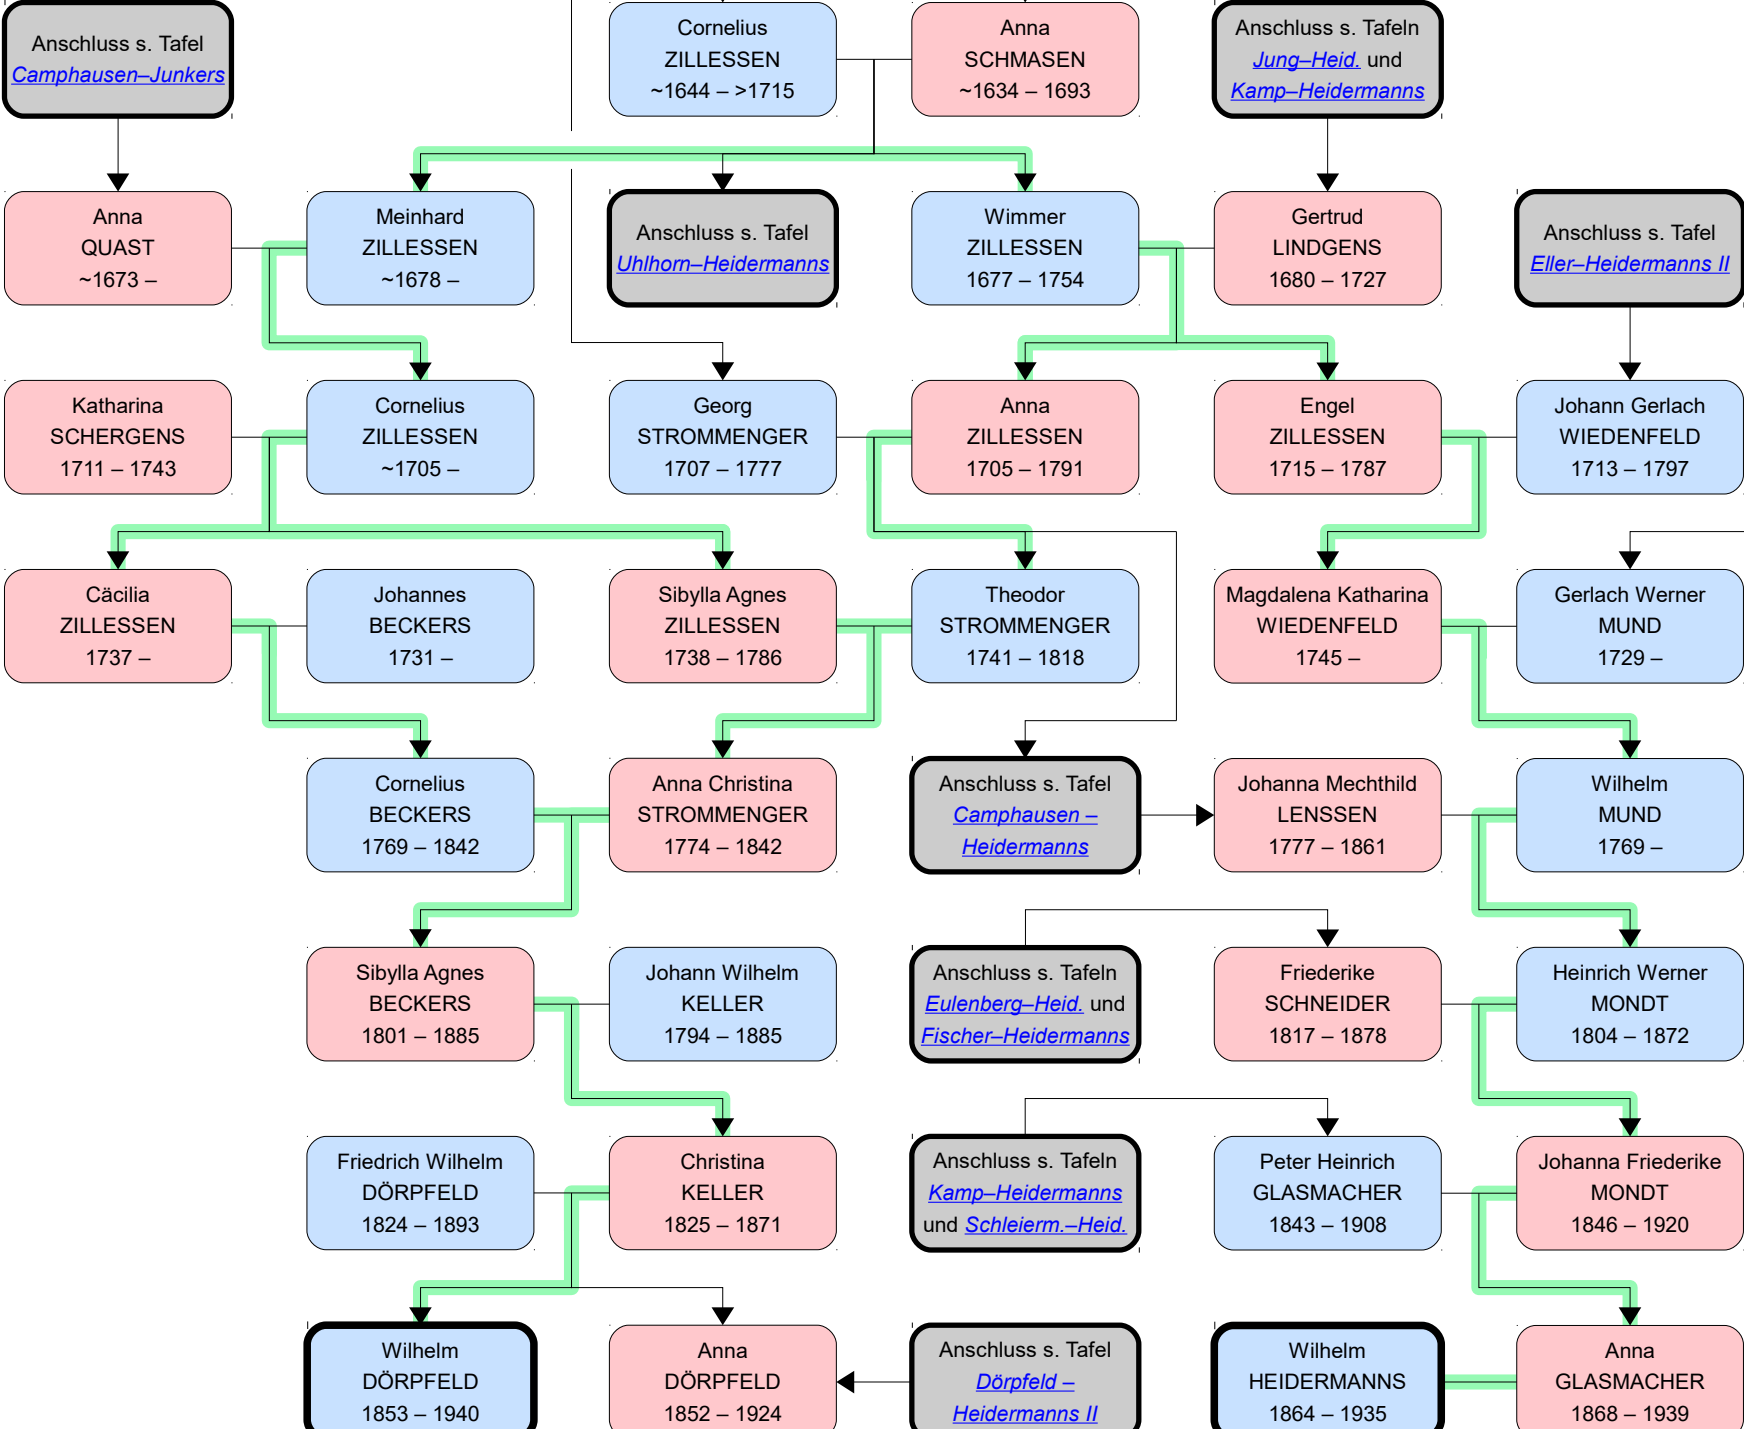 Anschluss s. Tafel
Camphausen–Junkers
Cornelius
ZILLESSEN
~1644 – >1715
Anna
SCHMASEN
~1634 – 1693
Anschluss s. Tafeln
Jung–Heid. und
Kamp–Heidermanns
Anna
QUAST
~1673 –
Meinhard
ZILLESSEN
~1678 –
Anschluss s. Tafel
Uhlhorn–Heidermanns
Wimmer
ZILLESSEN
1677 – 1754
Gertrud
LINDGENS
1680 – 1727
Anschluss s. Tafel
Eller–Heidermanns II
Katharina
SCHERGENS
1711 – 1743
Cornelius
ZILLESSEN
~1705 –
Georg
STROMMENGER
1707 – 1777
Anna
ZILLESSEN
1705 – 1791
Engel
ZILLESSEN
1715 – 1787
Johann Gerlach
WIEDENFELD
1713 – 1797
Cäcilia
ZILLESSEN
1737 –
Johannes
BECKERS
1731 –
Sibylla Agnes
ZILLESSEN
1738 – 1786
Theodor
STROMMENGER
1741 – 1818
Magdalena Katharina
WIEDENFELD
1745 –
Gerlach Werner
MUND
1729 –
Cornelius
BECKERS
1769 – 1842
Anna Christina
STROMMENGER
1774 – 1842
Anschluss s. Tafel
Camphausen –
Heidermanns
Johanna Mechthild
LENSSEN
1777 – 1861
Wilhelm
MUND
1769 –
Sibylla Agnes
BECKERS
1801 – 1885
Johann Wilhelm
KELLER
1794 – 1885
Anschluss s. Tafeln
Eulenberg–Heid. und
Fischer–Heidermanns
Friederike
SCHNEIDER
1817 – 1878
Heinrich Werner
MONDT
1804 – 1872
Friedrich Wilhelm
DÖRPFELD
1824 – 1893
Christina
KELLER
1825 – 1871
Anschluss s. Tafeln
Kamp–Heidermanns
und Schleierm.–Heid.
Peter Heinrich
GLASMACHER
1843 – 1908
Johanna Friederike
MONDT
1846 – 1920
Wilhelm
DÖRPFELD
1853 – 1940
Anna
DÖRPFELD
1852 – 1924
Anschluss s. Tafel
Dörpfeld –
Heidermanns II
Wilhelm
HEIDERMANNS
1864 – 1935
Anna
GLASMACHER
1868 – 1939